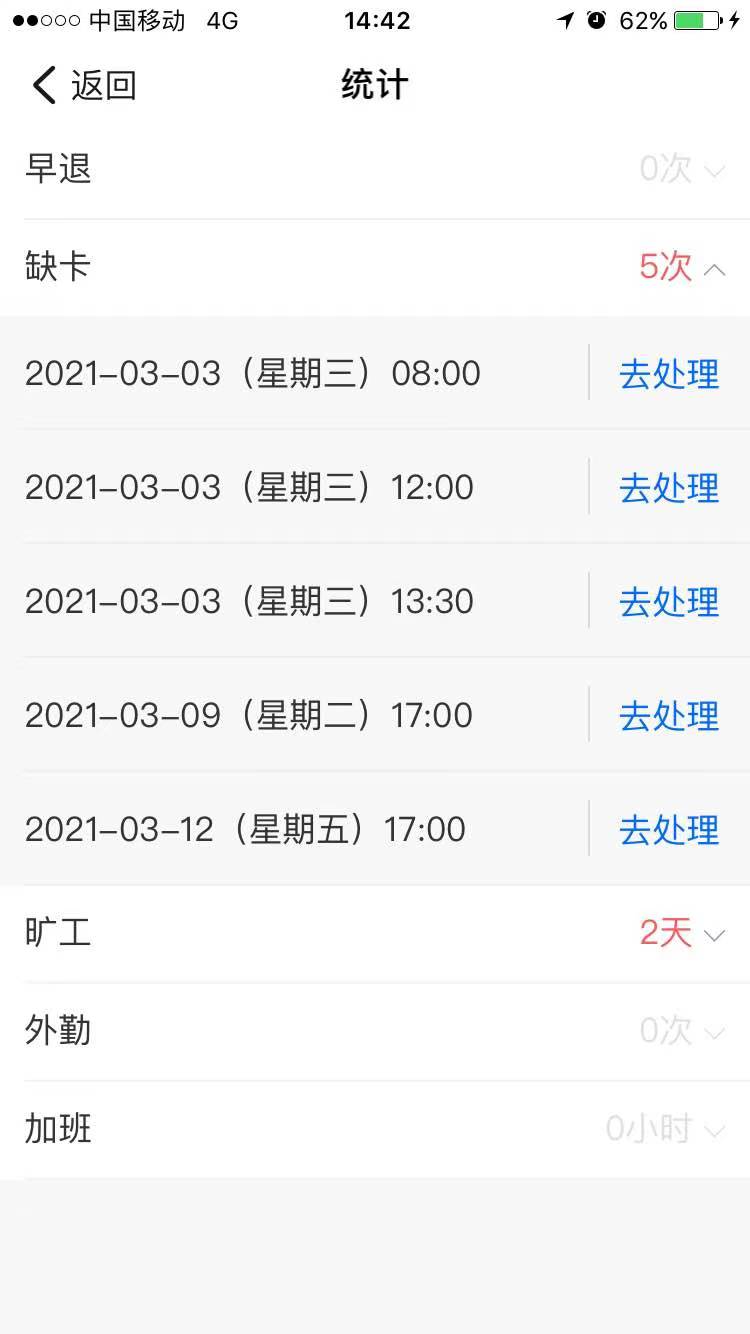 中国移动 4G 14:42 62%
返回 统计
早退 0次
缺卡 5次
2021-03-03（星期三）08:00 去处理
2021-03-03（星期三）12:00 去处理
2021-03-03（星期三）13:30 去处理
2021-03-09（星期二）17:00 去处理
2021-03-12（星期五）17:00 去处理
旷工 2天
外勤 0次
加班 0小时